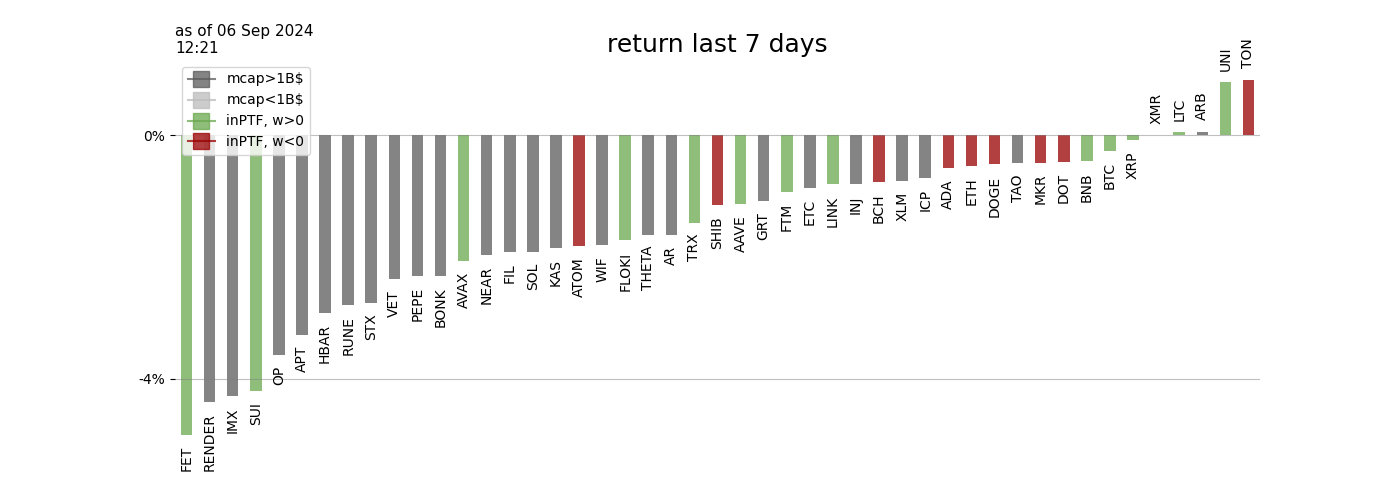 as of 06 Sep 2024
12:21
return last 7 days
mcap>1B$
mcap<1B$
inPTF, w>0
inPTF, w<0
0%
-4%
FET
RENDER
IMX
SUI
OP
APT
HBAR
RUNE
STX
VET
PEPE
BONK
AVAX
NEAR
FIL
SOL
KAS
ATOM
WIF
FLOKI
THETA
AR
TRX
SHIB
AAVE
GRT
FTM
ETC
LINK
INJ
BCH
XLM
ICP
ADA
ETH
DOGE
TAO
MKR
DOT
BNB
BTC
XRP
XMR
LTC
ARB
UNI
TON